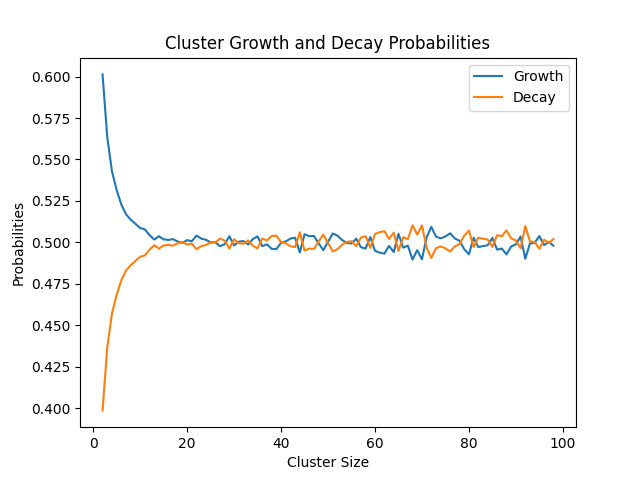 Cluster Growth and Decay Probabilities
Growth
Decay
0.600
0.575
0.550
0.525
0.500
0.475
0.450
0.425
0.400
Probabilities
0 20 40 60 80 100
Cluster Size